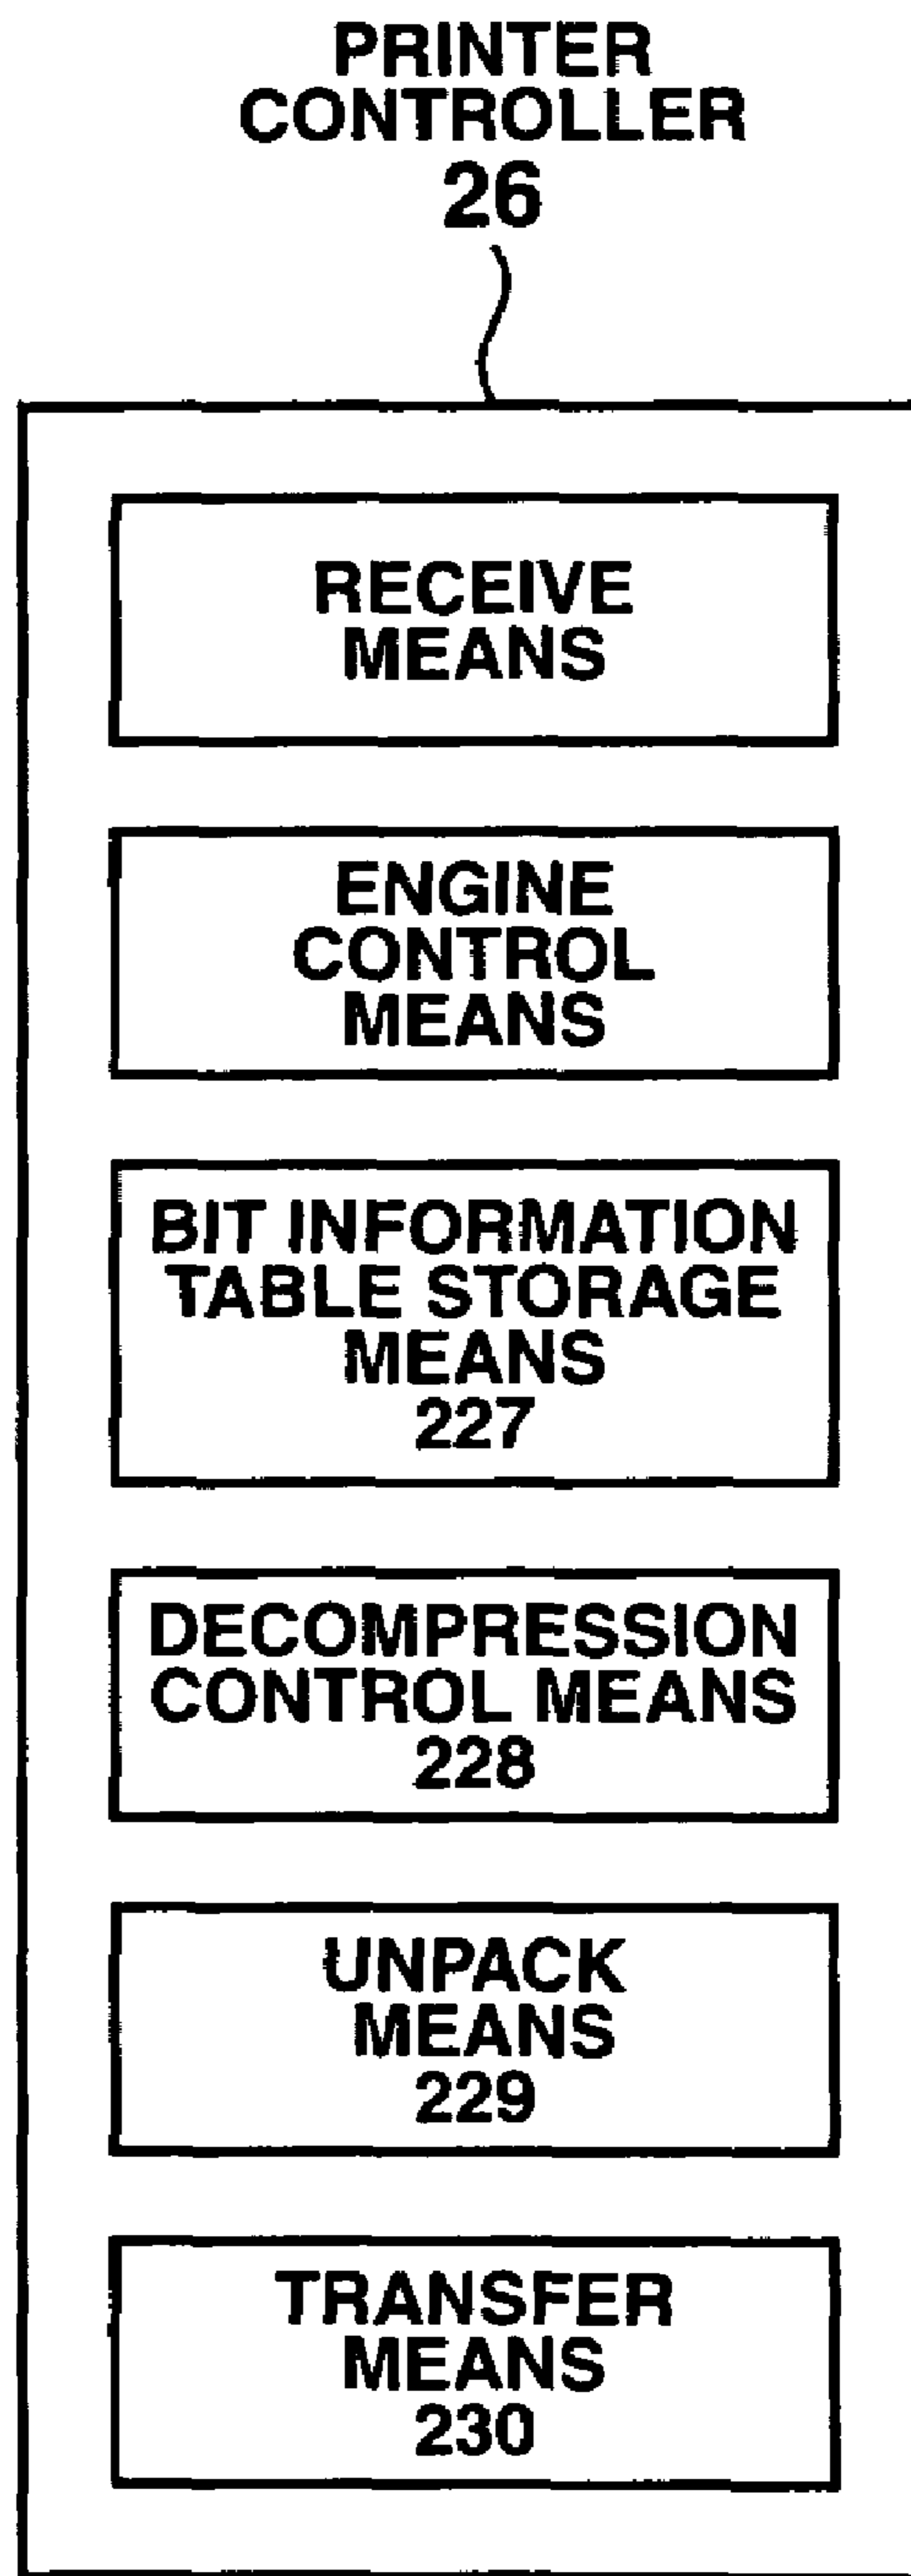 PRINTER
CONTROLLER
26
RECEIVE
MEANS
ENGINE
CONTROL
MEANS
BIT INFORMATION
TABLE STORAGE
MEANS
227
DECOMPRESSION
CONTROL MEANS
228
UNPACK
MEANS
229
TRANSFER
MEANS
230